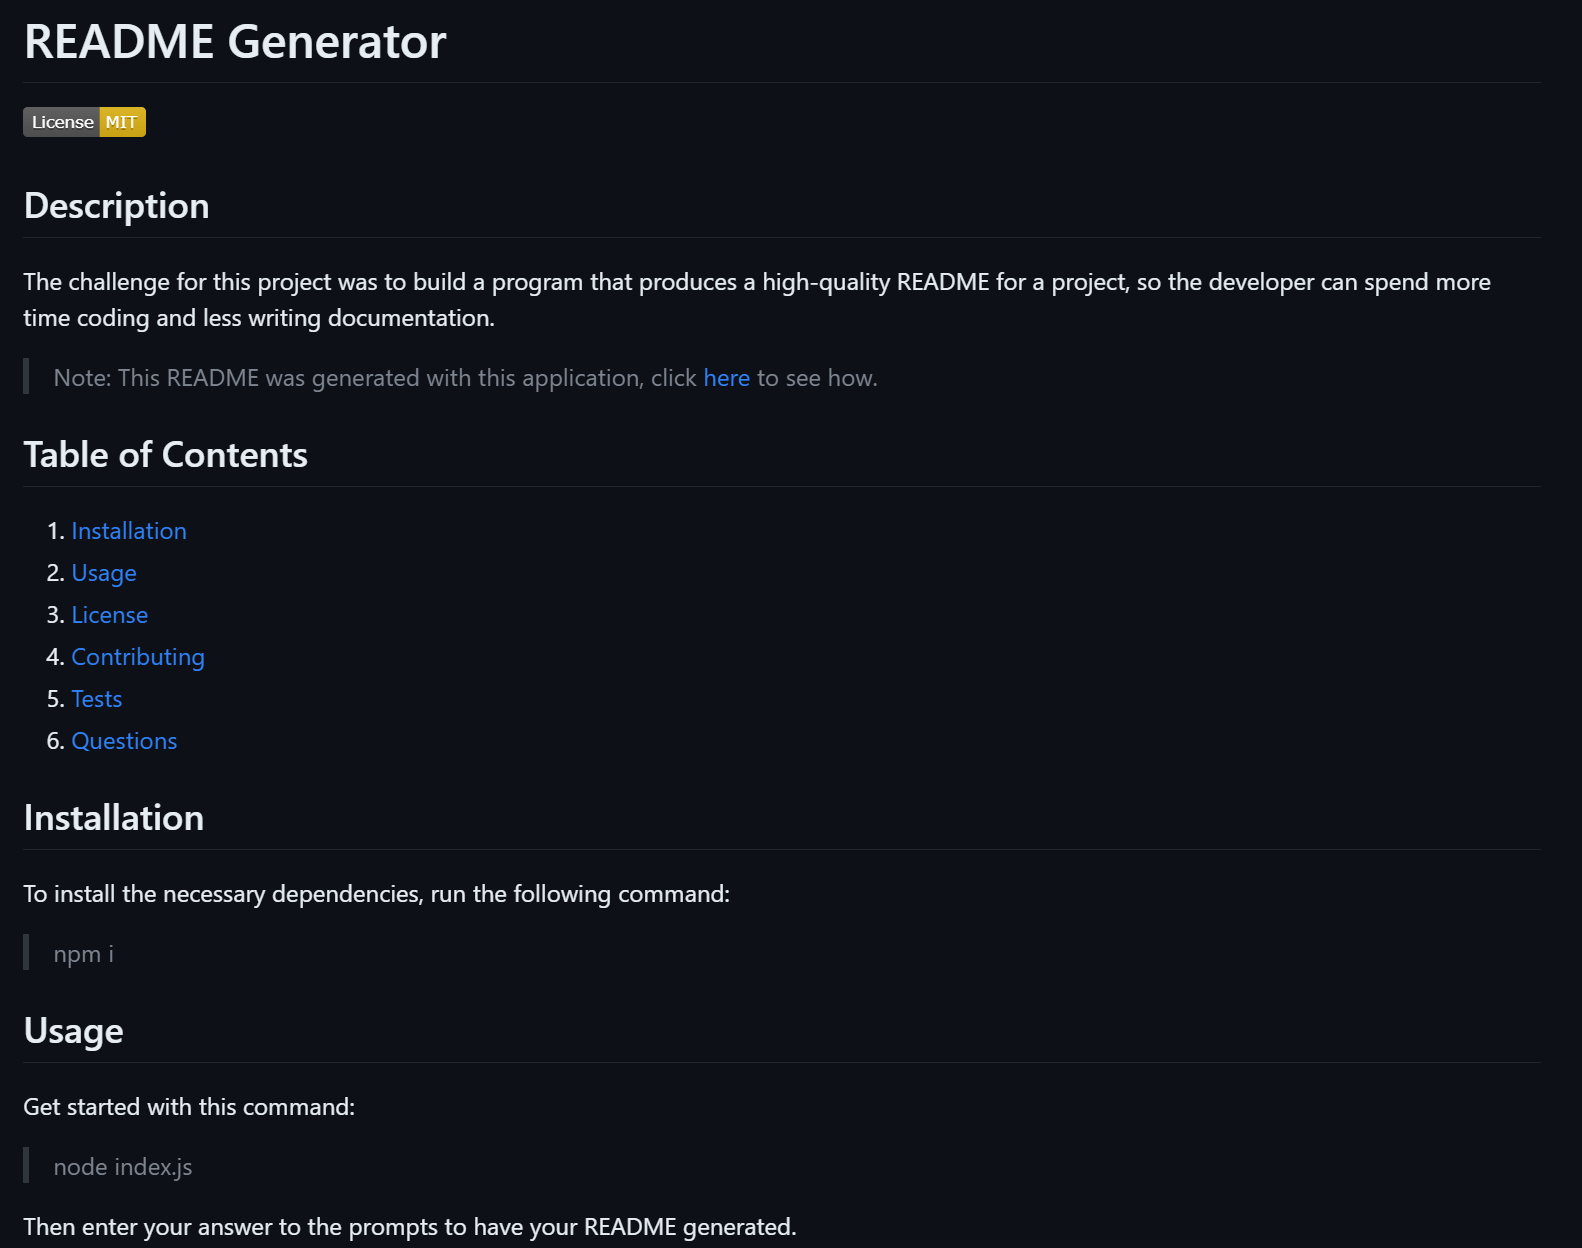 README Generator
License MIT
Description
The challenge for this project was to build a program that produces a high-quality README for a project, so the developer can spend more
time coding and less writing documentation.
Note: This README was generated with this application, click here to see how.
Table of Contents
1. Installation
2. Usage
3. License
4. Contributing
5. Tests
6. Questions
Installation
To install the necessary dependencies, run the following command:
npm i
Usage
Get started with this command:
node index.js
Then enter your answer to the prompts to have your README generated.